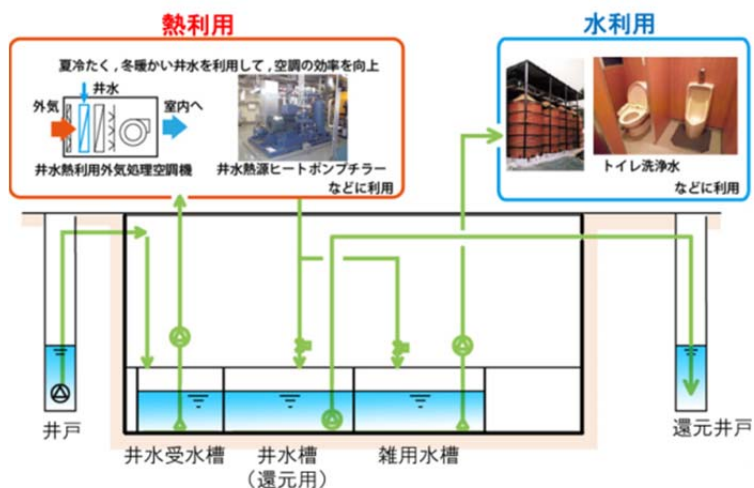 熱利用
水利用
夏冷たく，冬暖かい井水を利用して，空調の効率を向上
井水
外気
室内へ
井水熱利用外気処理空調機
井水熱源ヒートポンプチラー
などに利用
トイレ洗浄水
などに利用
井戸
井水受水槽
井水槽
（還元用）
雑用水槽
還元井戸